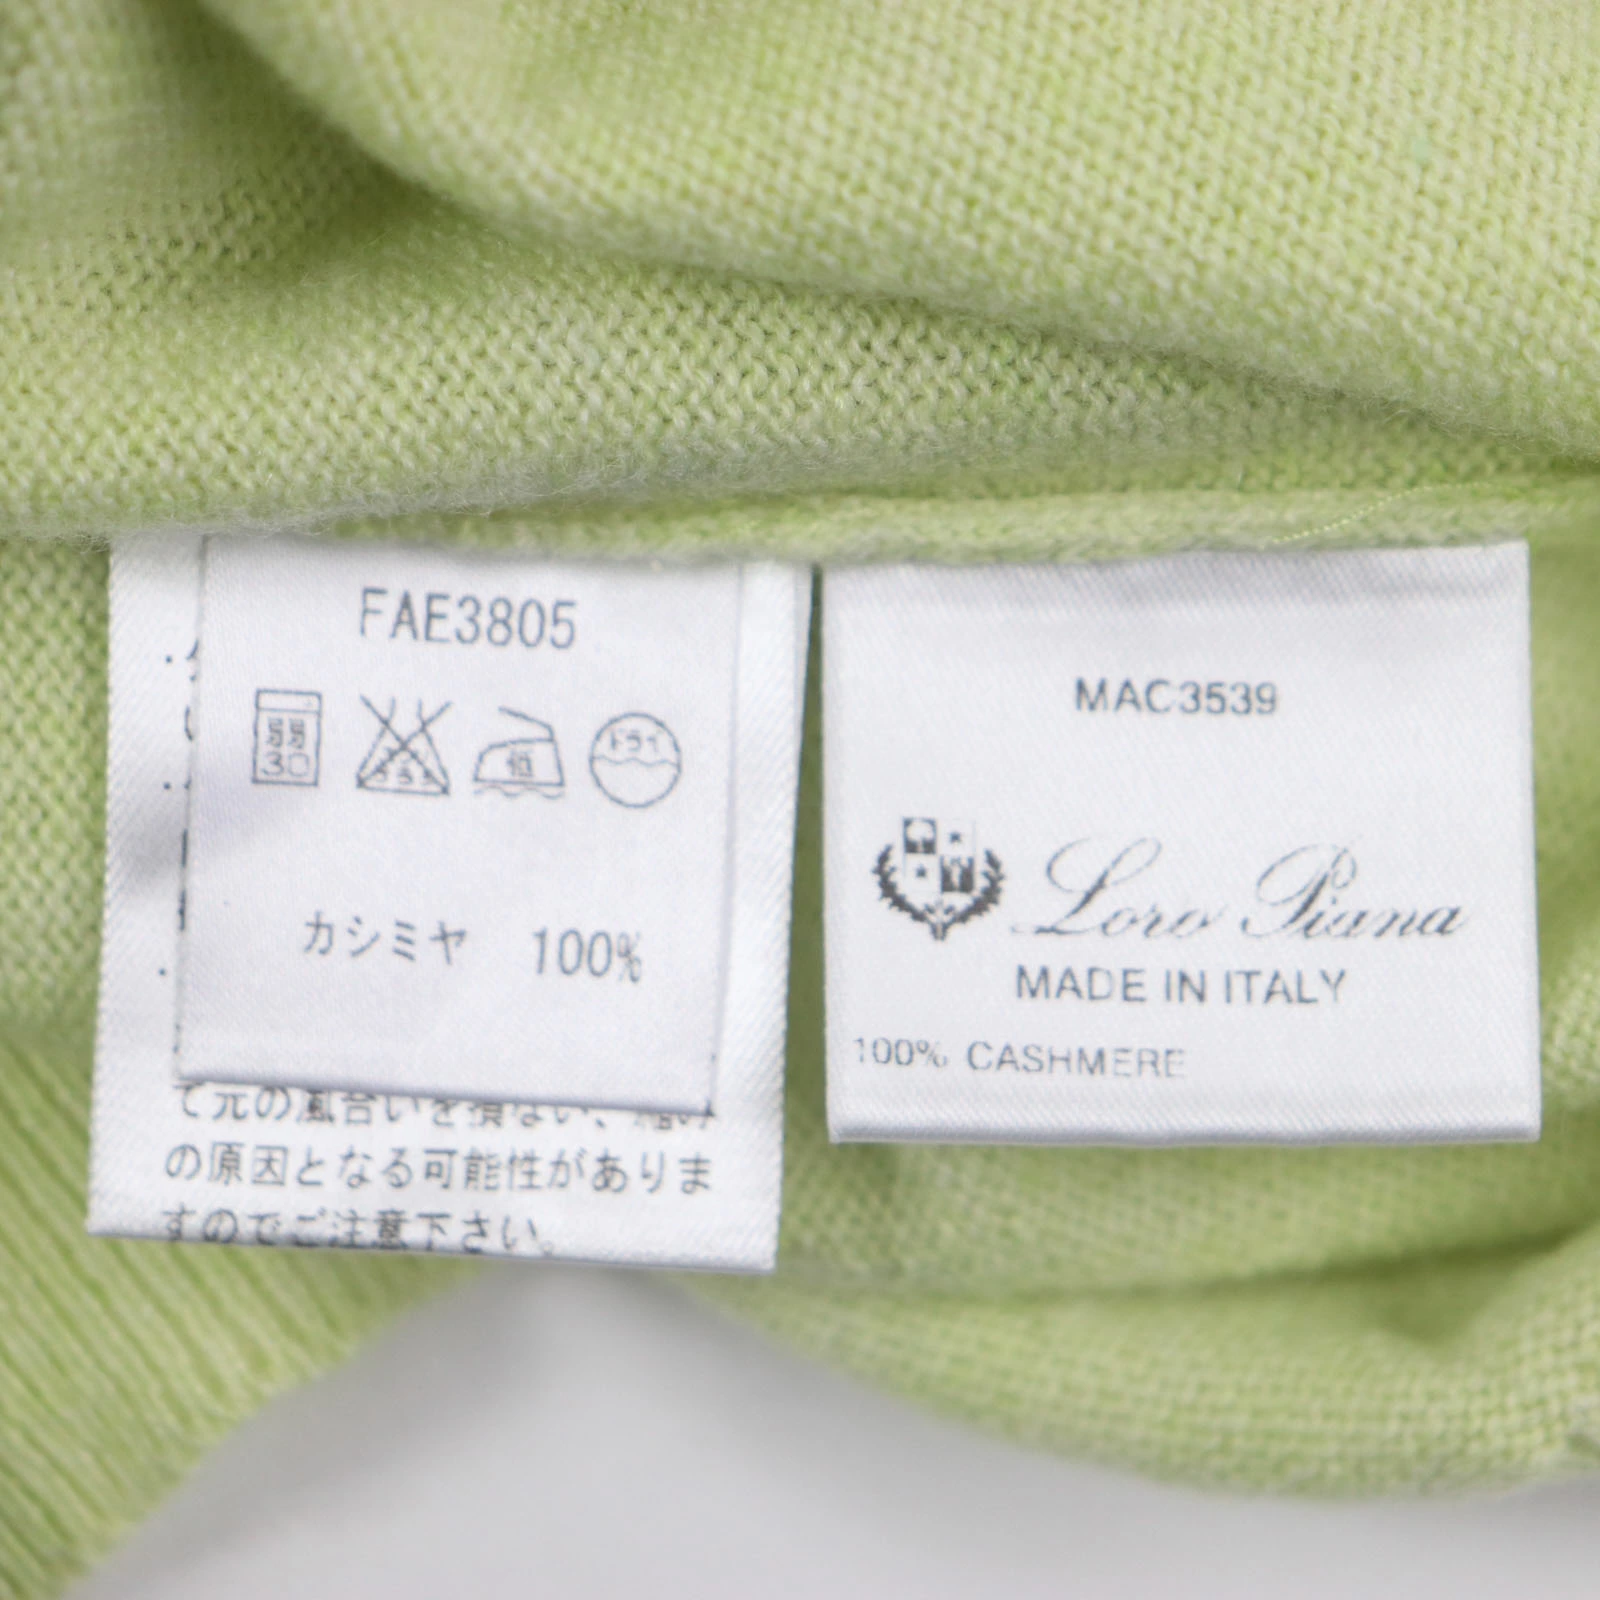 FAE3805
30
ドライ
カシミヤ 100%
て元の風合いを損ない、縮み
の原因となる可能性がありま
すのでご注意下さい。
MAC3539
Loro Piana
MADE IN ITALY
100% CASHMERE